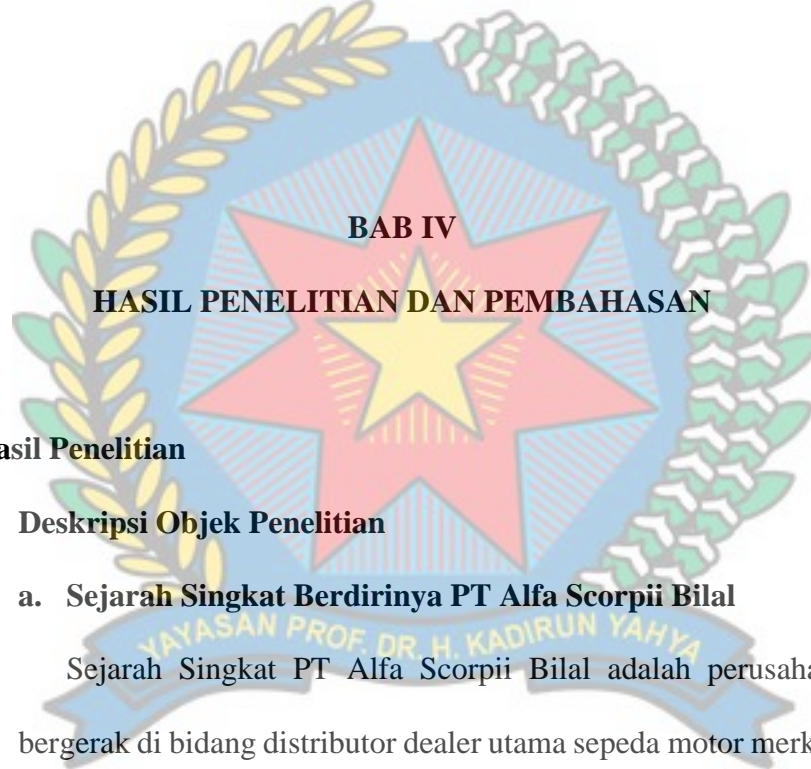 BAB IV
HASIL PENELITIAN DAN PEMBAHASAN
Penelitian
Deskripsi Objek Penelitian
a. Sejarah Singkat Berdirinya PT Alfa Scorpii Bilal
YAYASAN PROF. DR. H. KADIRUN YAHYA
Sejarah Singkat PT Alfa Scorpii Bilal adalah
bergerak di bidang distributor dealer utama sepeda motor merk